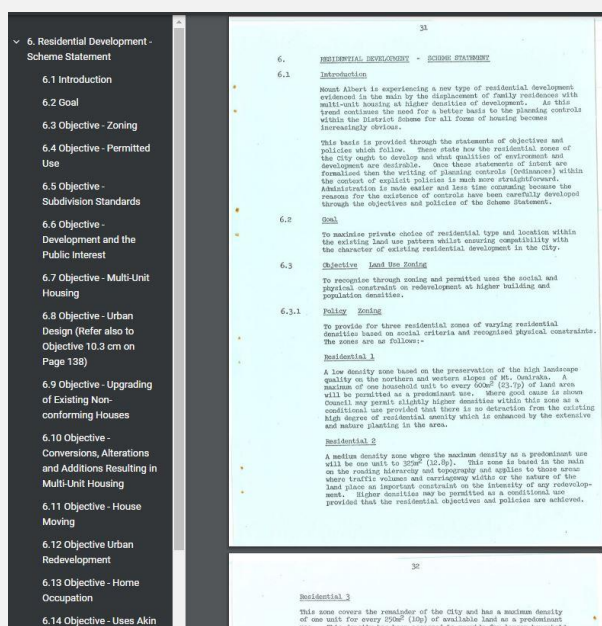 6. Residential Development -
Scheme Statement
6.1 Introduction
6.2 Goal
6.3 Objective - Zoning
6.4 Objective - Permitted
Use
6.5 Objective -
Subdivision Standards
6.6 Objective -
Development and the
Public Interest
6.7 Objective - Multi-Unit
Housing
6.8 Objective - Urban
Design (Refer also to
Objective 10.3 cm on
Page 138)
6.9 Objective - Upgrading
of Existing Non-
conforming Houses
6.10 Objective -
Conversions, Alterations
and Additions Resulting in
Multi-Unit Housing
6.11 Objective - House
Moving
6.12 Objective Urban
Redevelopment
6.13 Objective - Home
Occupation
6.14 Objective - Uses Akin
31
6. RESIDENTIAL DEVELOPMENT - SCHEME STATEMENT
6.1 Introduction
Mount Albert is experiencing a new type of residential development
evidenced in the main by the displacement of family residences with
multi-unit housing at higher densities of development. As this
trend continues the need for a better basis to the planning controls
within the District Scheme for all forms of housing becomes
increasingly obvious.
This basis is provided through the statements of objectives and
policies which follow. These state how the residential zones of
the City ought to develop and what qualities of environment and
development are desirable. Once these statements of intent are
formalised then the writing of planning controls (Ordinances) within
the context of explicit policies is much more straightforward.
Administration is made easier and less time consuming because the
reasons for the existence of controls have been carefully developed
through the objectives and policies of the Scheme Statement.
6.2 Goal
To maximise private choice of residential type and location within
the existing land use pattern whilst ensuring compatibility with
the character of existing residential development in the City.
6.3 Objective Land Use Zoning
To recognise through zoning and permitted uses the social and
physical constraint on redevelopment at higher building and
population densities.
6.3.1 Policy Zoning
To provide for three residential zones of varying residential
densities based on social criteria and recognised physical constraints.
The zones are as follows:-
Residential 1
A low density zone based on the preservation of the high landscape
quality on the northern and western slopes of Mt. Owairaka. A
maximum of one household unit to every 600m² (23.7p) of land area
will be permitted as a predominant use. Where good cause is shown
Council may permit slightly higher densities within this zone as a
conditional use provided that there is no detraction from the existing
high degree of residential amenity which is enhanced by the extensive
and mature planting in the area.
Residential 2
A medium density zone where the maximum density as a predominant use
will be one unit to 325m² (12.8p). This zone is based in the main
on the roading hierarchy and topography and applies to those areas
where traffic volumes and carriageway widths or the nature of the
land place an important constraint on the intensity of any redevelop-
ment. Higher densities may be permitted as a conditional use
provided that the residential objectives and policies are achieved.
32
Residential 3
This zone covers the remainder of the City and has a maximum density
of one unit for every 250m² (10p) of available land as a predominant